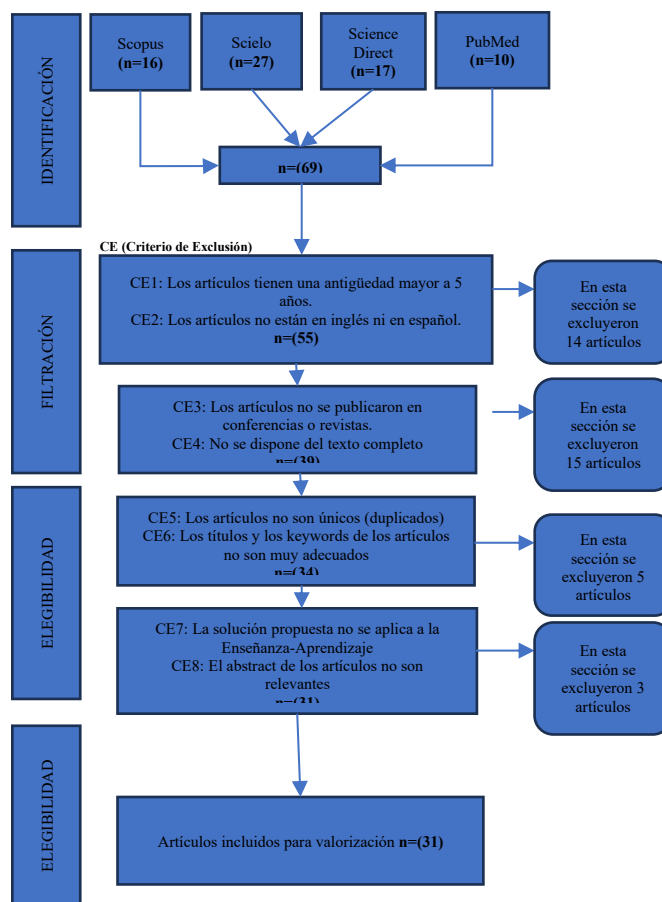 IDENTIFICACIÓN
Scopus
(n=16)
Scielo
(n=27)
Science
Direct
(n=17)
PubMed
(n=10)
n=(69)
CE (Criterio de Exclusión)
FILTRACIÓN
CE1: Los artículos tienen una antigüedad mayor a 5
años.
CE2: Los artículos no están en inglés ni en español.
n=(55)
En esta
sección se
excluyeron
14 artículos
CE3: Los artículos no se publicaron en
conferencias o revistas.
CE4: No se dispone del texto completo
n=(39)
En esta
sección se
excluyeron
15 artículos
ELEGIBILIDAD
CE5: Los artículos no son únicos (duplicados)
CE6: Los títulos y los keywords de los artículos
no son muy adecuados
n=(34)
En esta
sección se
excluyeron 5
artículos
CE7: La solución propuesta no se aplica a la
Enseñanza-Aprendizaje
CE8: El abstract de los artículos no son
relevantes
n=(31)
En esta
sección se
excluyeron 3
artículos
ELEGIBILIDAD
Artículos incluidos para valorización n=(31)